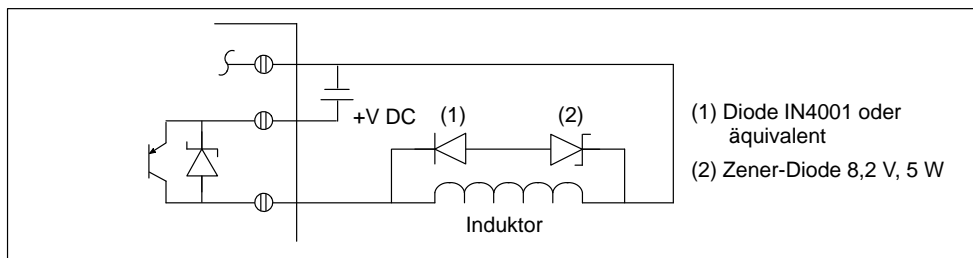 +V DC
(1)
(2)
Induktor
(1) Diode IN4001 oder
äquivalent
(2) Zener-Diode 8,2 V, 5 W